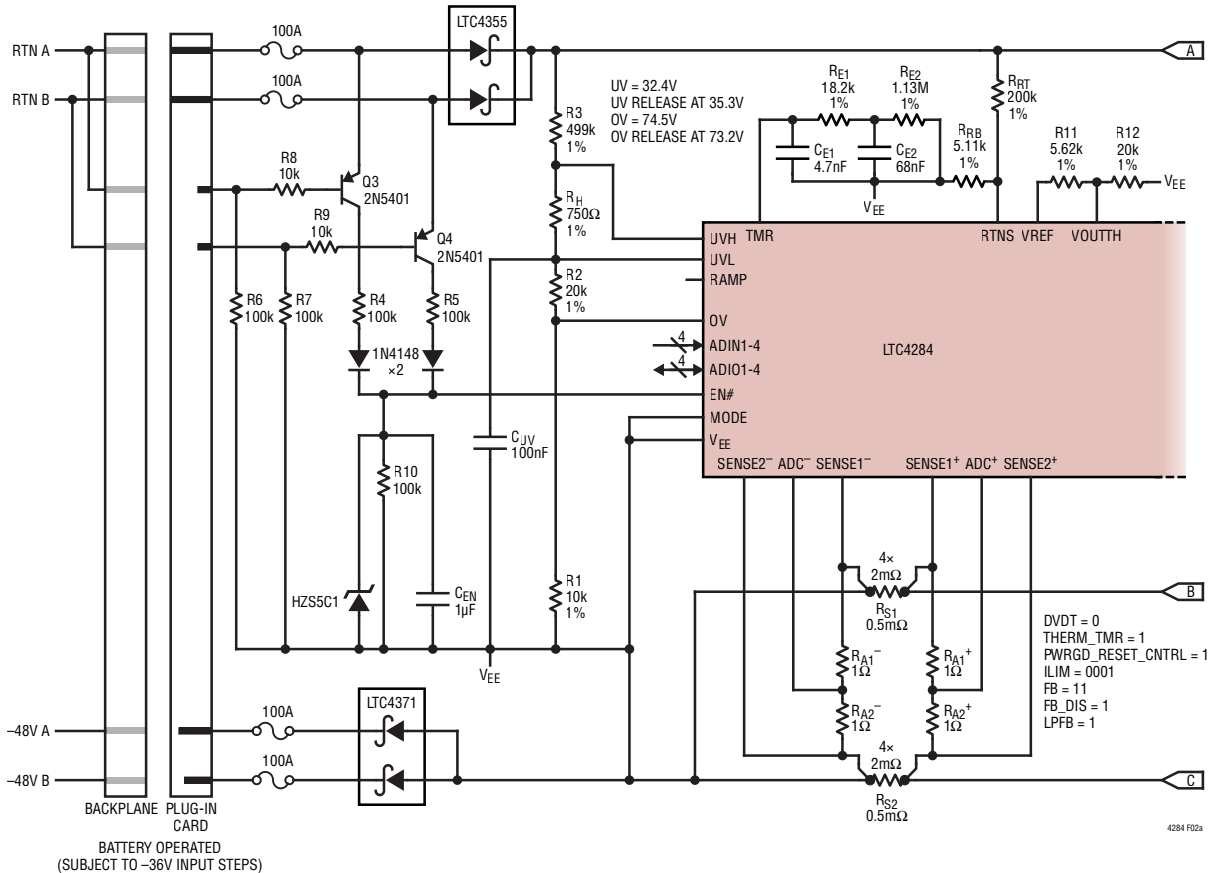 RTN A
RTN B
100A
100A
LTC4355
R8
10k
R9
10k
Q3
2N5401
Q4
2N5401
R6
100k
R7
100k
R4
100k
R5
100k
1N4148
×2
R3
499k
1%
RH
750Ω
1%
R2
20k
1%
UV = 32.4V
UV RELEASE AT 35.3V
OV = 74.5V
OV RELEASE AT 73.2V
RE1
18.2k
1%
RE2
1.13M
1%
CE1
4.7nF
CE2
68nF
VEE
RRT
200k
1%
RRB
5.11k
1%
R11
5.62k
1%
R12
20k
1%
VEE
A
UVH
TMR
RTNS
VREF
VOUTTH
UVL
RAMP
OV
4
ADIN1-4
4
ADIO1-4
EN#
MODE
VEE
LTC4284
SENSE2–
ADC–
SENSE1–
SENSE1+
ADC+
SENSE2+
CUV
100nF
R10
100k
HZS5C1
CEN
1µF
R1
10k
1%
VEE
4×
2mΩ
RS1
0.5mΩ
B
RA1–
1Ω
RA1+
1Ω
RA2–
1Ω
RA2+
1Ω
4×
2mΩ
RS2
0.5mΩ
C
DVDT = 0
THERM_TMR = 1
PWRGD_RESET_CNTRL = 1
ILIM = 0001
FB = 11
FB_DIS = 1
LPFB = 1
LTC4371
100A
100A
–48V A
–48V B
BACKPLANE
PLUG-IN
CARD
BATTERY OPERATED
(SUBJECT TO –36V INPUT STEPS)
4284 F02a